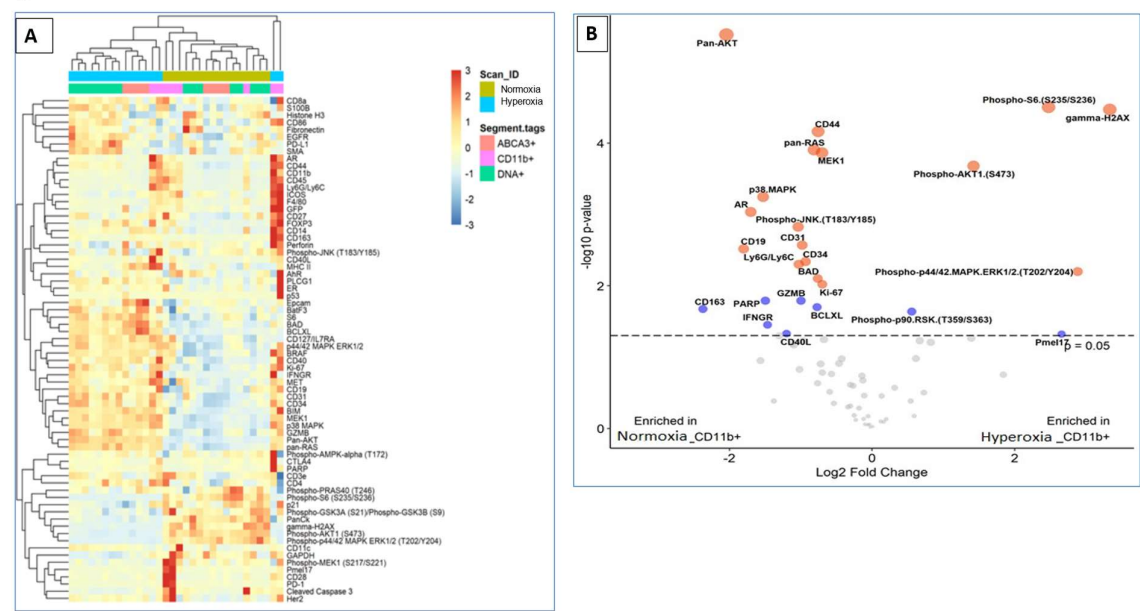 A
3
2
1
0
-1
-2
-3
Scan_ID
Normoxia
Hyperoxia
Segment.tags
ABCA3+
CD11b+
DNA+
CD8a
S100B
Histone H3
CD86
Fibronectin
EGFR
PD-L1
SMA
AR
CD44
CD11b
CD45
Ly6G/Ly6C
ICOS
F4/80
GFP
CD27
FOXP3
CD14
CD163
Perforin
Phospho-JNK (T183/Y185)
CD40L
MHC II
AhR
PLCG1
ER
p53
Epcam
BatF3
S6
BAD
BCLXL
CD127/IL7RA
p44/42 MAPK ERK1/2
BRAF
CD40
Ki-67
IFNGR
MET
CD19
CD31
CD34
BIM
MEK1
p38 MAPK
GZMB
Pan-AKT
pan-RAS
Phospho-AMPK-alpha (T172)
CTLA4
PARP
CD3e
CD4
Phospho-PRAS40 (T246)
Phospho-S6 (S235/S236)
p21
Phospho-GSK3A (S21)/Phospho-GSK3B (S9)
PanCk
gamma-H2AX
Phospho-AKT1 (S473)
Phospho-p44/42 MAPK ERK1/2 (T202/Y204)
CD11c
GAPDH
Phospho-MEK1 (S217/S221)
Pmel17
CD28
PD-1
Cleaved Caspase 3
Her2
B
Pan-AKT
Phospho-S6.(S235/S236)
gamma-H2AX
CD44
pan-RAS
MEK1
Phospho-AKT1.(S473)
p38.MAPK
AR
Phospho-JNK.(T183/Y185)
CD19
CD31
Ly6G/Ly6C
CD34
BAD
Phospho-p44/42.MAPK.ERK1/2.(T202/Y204)
Ki-67
CD163
PARP
GZMB
BCLXL
IFNGR
Phospho-p90.RSK.(T359/S363)
CD40L
Pmel17
p = 0.05
Enriched in
Normoxia_CD11b+
Enriched in
Hyperoxia _CD11b+
4
2
0
-log10 p-value
-2
0
2
Log2 Fold Change